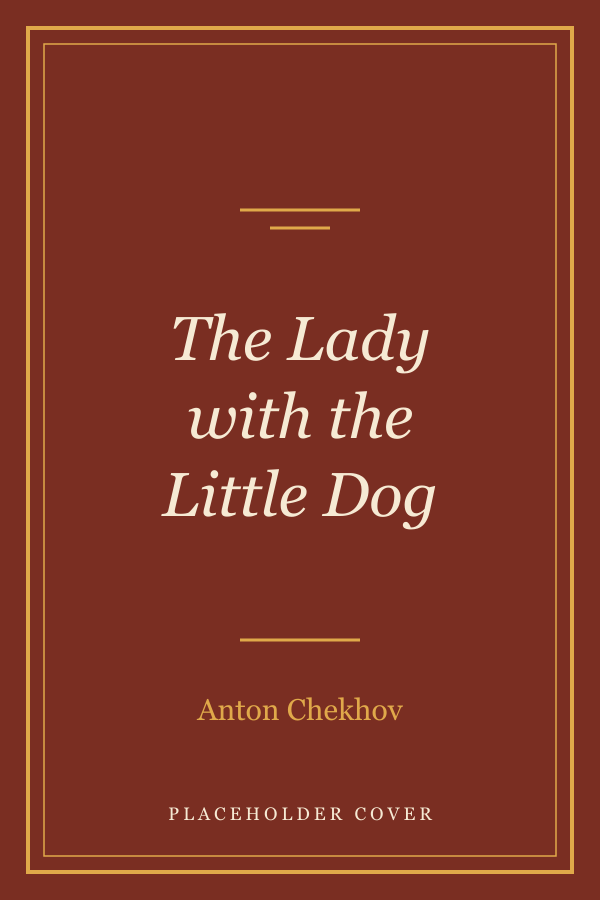 The Lady
with the
Little Dog
Anton Chekhov
PLACEHOLDER COVER